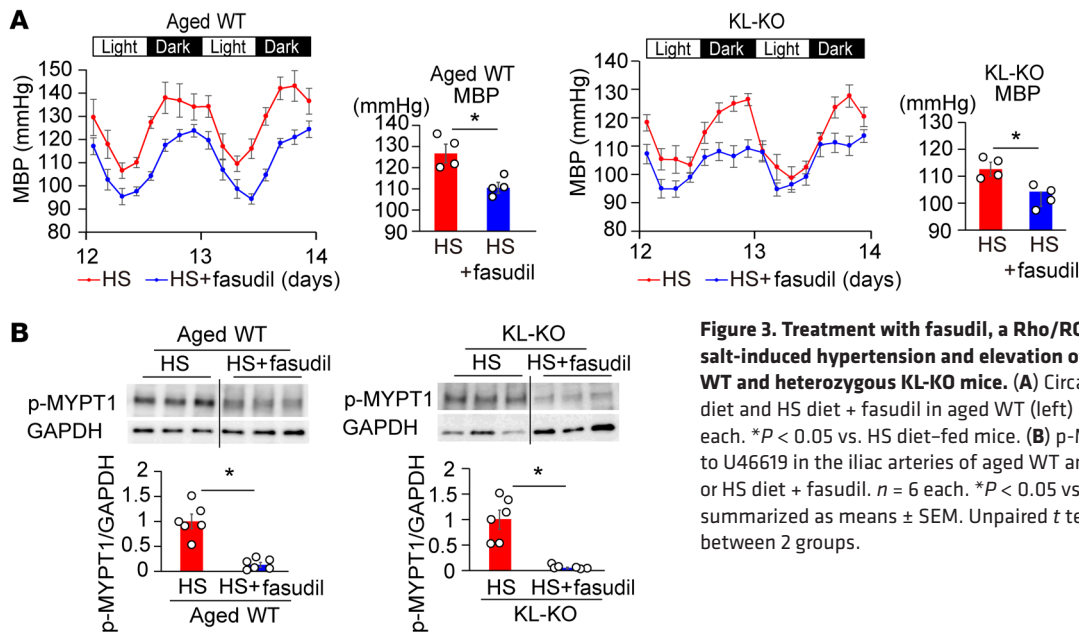 A
Aged WT
Light Dark Light Dark
MBP (mmHg)
150
140
130
120
110
100
90
80
12 13 14
HS HS+fasudil (days)
Aged WT
MBP
(mmHg)
*
130
120
110
100
90
HS HS
+fasudil
KL-KO
Light Dark Light Dark
MBP (mmHg)
140
130
120
110
100
90
80
12 13 14
HS HS+fasudil (days)
KL-KO
MBP
(mmHg)
*
130
120
110
100
90
HS HS
+fasudil
B
Aged WT
HS HS+fasudil
p-MYPT1
GAPDH
p-MYPT1/GAPDH
2
1.5
1
0.5
0
*
HS HS+fasudil
Aged WT
KL-KO
HS HS+fasudil
p-MYPT1
GAPDH
p-MYPT1/GAPDH
2
1.5
1
0.5
0
*
HS HS+fasudil
KL-KO
Figure 3. Treatment with fasudil, a Rho/RO
salt-induced hypertension and elevation o
WT and heterozygous KL-KO mice. (A) Circa
diet and HS diet + fasudil in aged WT (left)
each. *P < 0.05 vs. HS diet–fed mice. (B) p-M
to U46619 in the iliac arteries of aged WT an
or HS diet + fasudil. n = 6 each. *P < 0.05 vs
summarized as means ± SEM. Unpaired t te
between 2 groups.